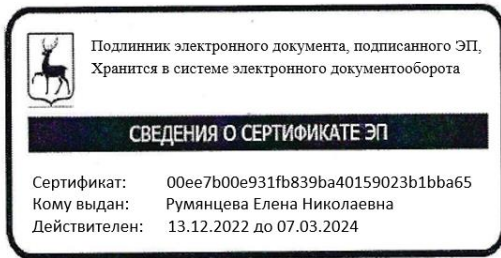 Подлинник электронного документа, подписанного ЭП,
Хранится в системе электронного документооборота
СВЕДЕНИЯ О СЕРТИФИКАТЕ ЭП
Сертификат: 00ee7b00e931fb839ba40159023b1bba65
Кому выдан: Румянцева Елена Николаевна
Действителен: 13.12.2022 до 07.03.2024